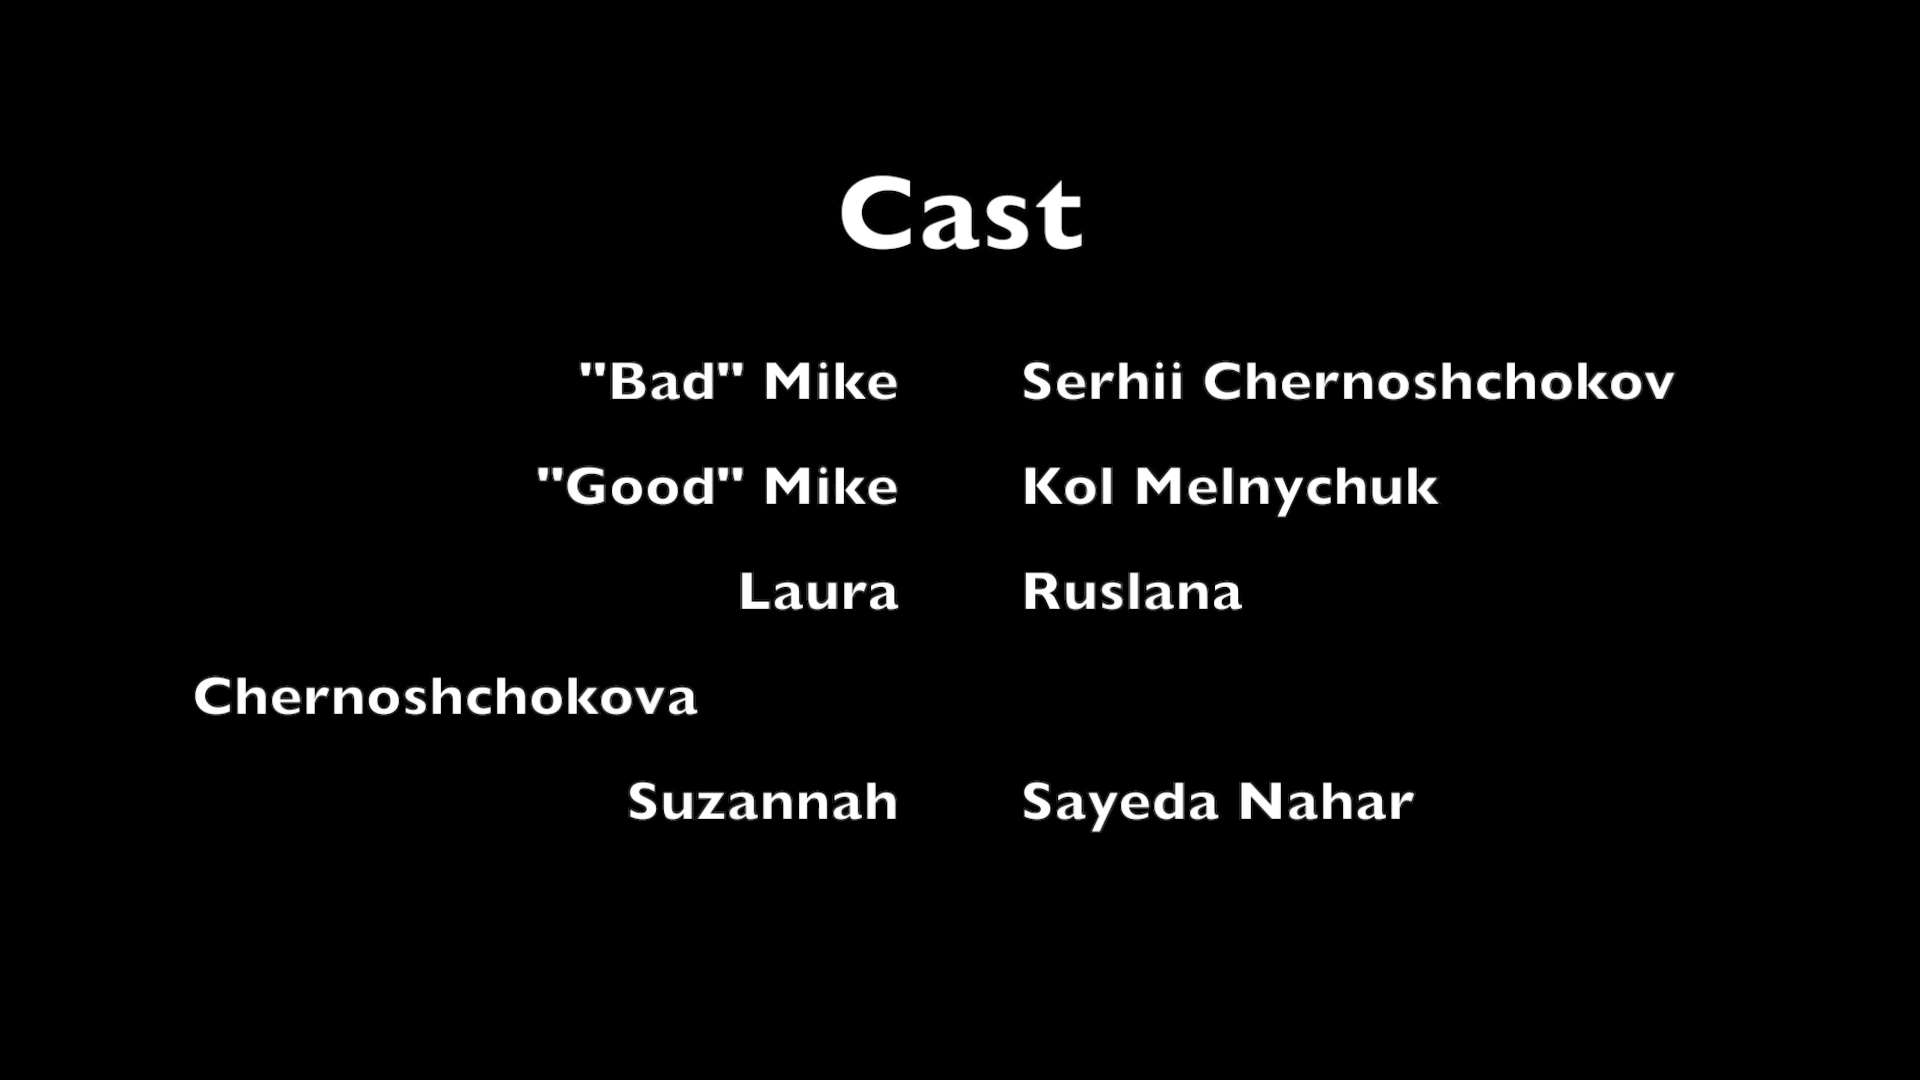 Cast
"Bad" Mike Serhii Chernoshchokov
"Good" Mike Kol Melnychuk
Laura Ruslana
Chernoshchokova
Suzannah Sayeda Nahar